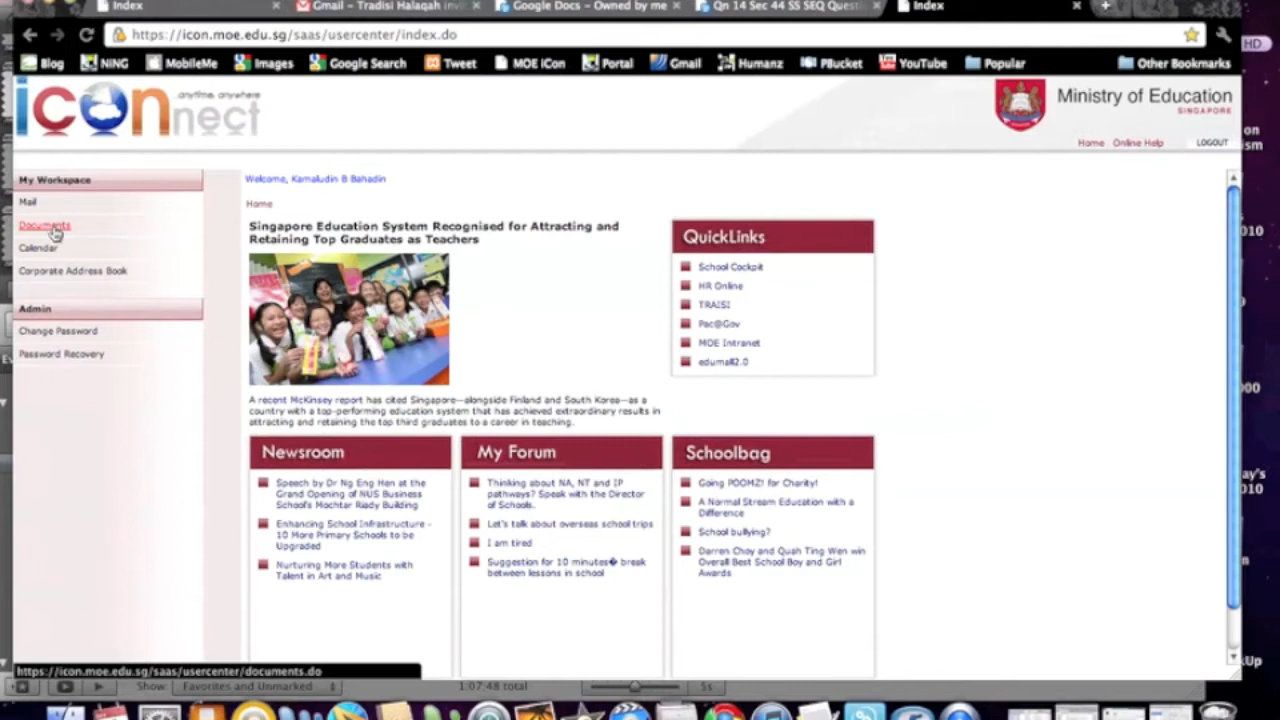 Index
Gmail – Tradisi Halaqah
Google Docs – Owned by me
Qn 14 Sec 44 SS SEQ Quest
Index
https://icon.moe.edu.sg/saas/usercenter/index.do
HD
Blog
NING
MobileMe
Images
Google Search
Tweet
MOE iCon
Portal
Gmail
Humanz
PBucket
YouTube
Popular
Other Bookmarks
iCONnect
anytime, anywhere
Ministry of Education
SINGAPORE
Home
Online Help
LOGOUT
My Workspace
Mail
Documents
Calendar
Corporate Address Book
Admin
Change Password
Password Recovery
Welcome, Kamaludin B Bahadin
Home
Singapore Education System Recognised for Attracting and
Retaining Top Graduates as Teachers
A recent McKinsey report has cited Singapore—alongside Finland and South Korea—as a
country with a top-performing education system that has achieved extraordinary results in
attracting and retaining the top third graduates to a career in teaching.
QuickLinks
School Cockpit
HR Online
TRAISI
Pac@Gov
MOE Intranet
edumall2.0
Newsroom
Speech by Dr Ng Eng Hen at the
Grand Opening of NUS Business
School's Mochtar Riady Building
Enhancing School Infrastructure -
10 More Primary Schools to be
Upgraded
Nurturing More Students with
Talent in Art and Music
My Forum
Thinking about NA, NT and IP
pathways? Speak with the Director
of Schools.
Let's talk about overseas school trips
I am tired
Suggestion for 10 minutes� break
between lessons in school
Schoolbag
Going POOMZ! for Charity!
A Normal Stream Education with a
Difference
School bullying?
Darren Choy and Quah Ting Wen win
Overall Best School Boy and Girl
Awards
https://icon.moe.edu.sg/saas/usercenter/documents.do
Show:
Favorites and Unmarked
1:07:48 total
5s